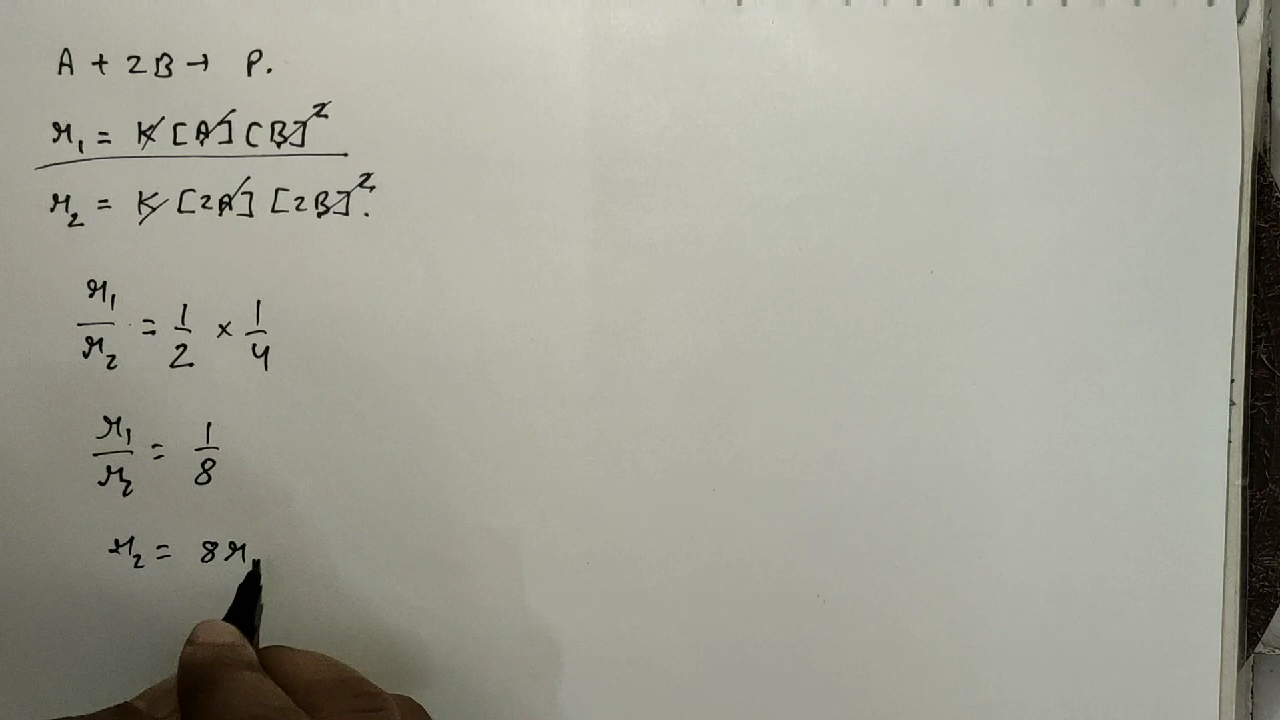 A + 2B → P.
r₁ = K [A] [B]²
r₂ = K [2A] [2B]².
r₁/r₂ = 1/2 × 1/4
r₁/r₂ = 1/8
r₂ = 8r₁